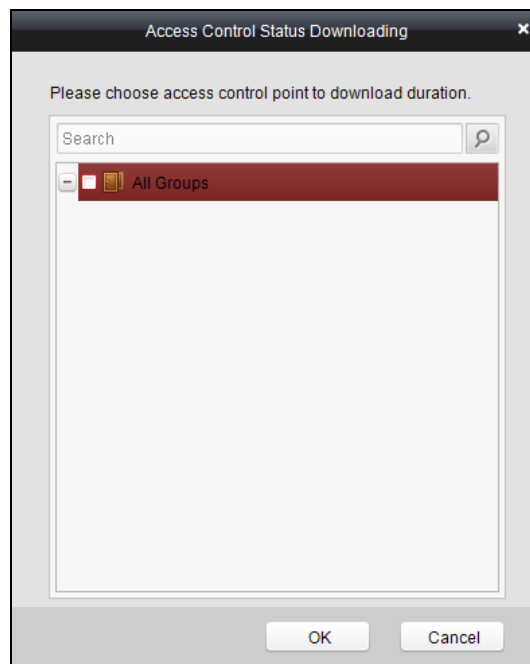 Access Control Status Downloading
Please choose access control point to download duration.
Search
All Groups
OK
Cancel